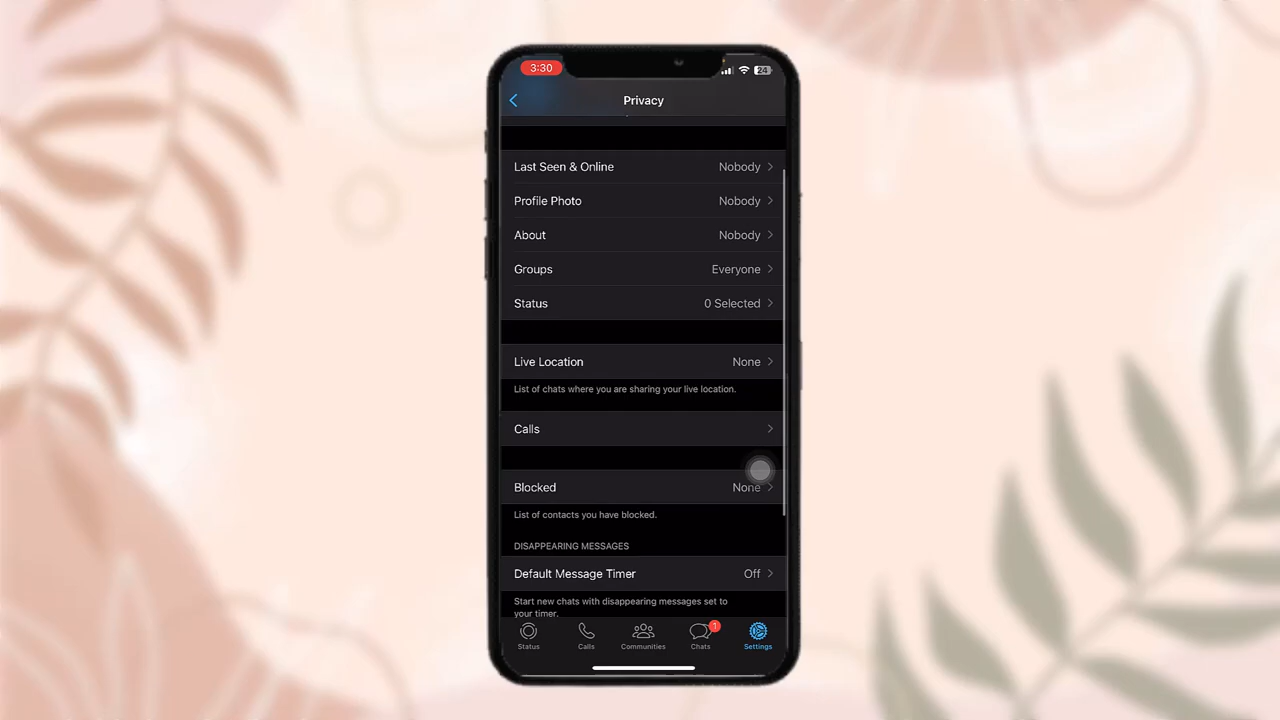 3:30
24
Privacy
Last Seen & Online Nobody
Profile Photo Nobody
About Nobody
Groups Everyone
Status 0 Selected
Live Location None
List of chats where you are sharing your live location.
Calls
Blocked None
List of contacts you have blocked.
DISAPPEARING MESSAGES
Default Message Timer Off
Start new chats with disappearing messages set to
your timer.
1
Status Calls Communities Chats Settings